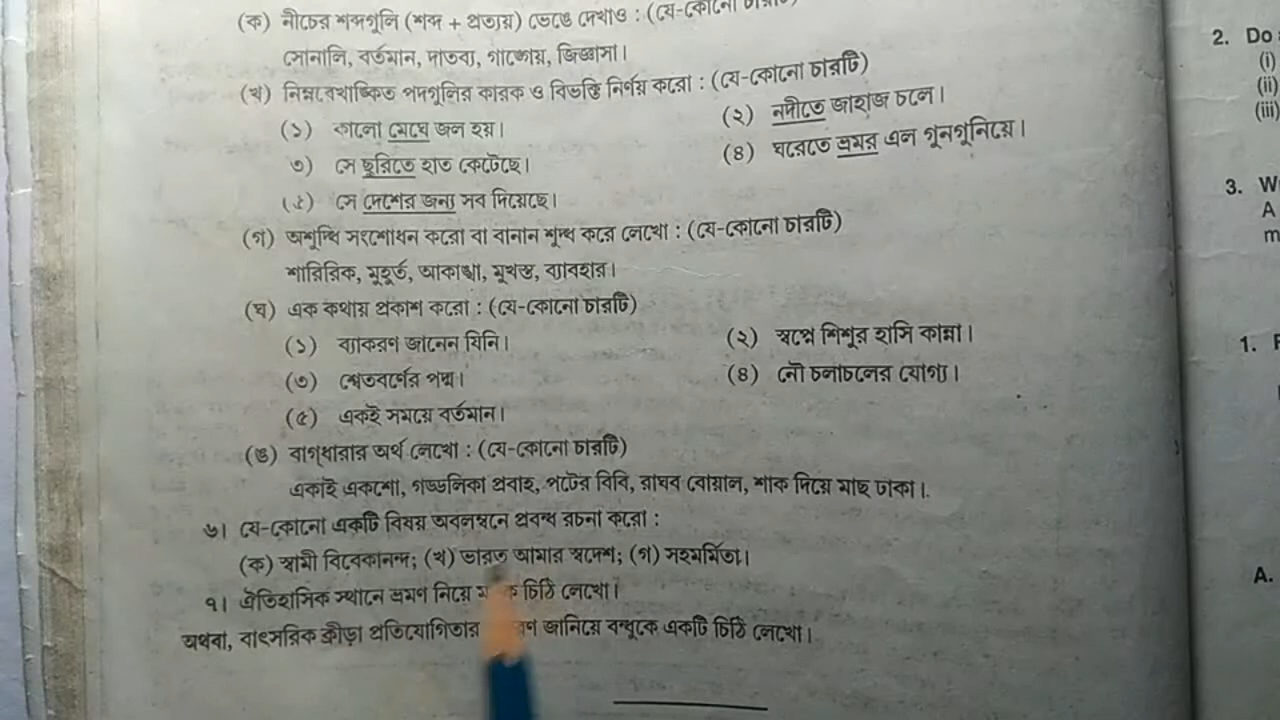 (ক) নীচের শব্দগুলি (শব্দ + প্রত্যয়) ভেঙে দেখাও : (যে-কোনো চারটি)
সোনালি, বর্তমান, দাতব্য, গাঙ্গেয়, জিজ্ঞাসা।
(খ) নিম্নরেখাঙ্কিত পদগুলির কারক ও বিভক্তি নির্ণয় করো : (যে-কোনো চারটি)
(১) কালো মেঘে জল হয়। (২) নদীতে জাহাজ চলে।
৩) সে ছুরিতে হাত কেটেছে। (৪) ঘরেতে ভ্রমর এল গুনগুনিয়ে।
(৫) সে দেশের জন্য সব দিয়েছে।
(গ) অশুদ্ধি সংশোধন করো বা বানান শুদ্ধ করে লেখো : (যে-কোনো চারটি)
শারিরিক, মুহূর্ত, আকাঙ্খা, মুখস্ত, ব্যাবহার।
(ঘ) এক কথায় প্রকাশ করো : (যে-কোনো চারটি)
(১) ব্যাকরণ জানেন যিনি। (২) স্বপ্নে শিশুর হাসি কান্না।
(৩) শ্বেতবর্ণের পদ্ম। (৪) নৌ চলাচলের যোগ্য।
(৫) একই সময়ে বর্তমান।
(ঙ) বাগ্‌ধারার অর্থ লেখো : (যে-কোনো চারটি)
একাই একশো, গড্ডলিকা প্রবাহ, পটের বিবি, রাঘব বোয়াল, শাক দিয়ে মাছ ঢাকা।
৬। যে-কোনো একটি বিষয় অবলম্বনে প্রবন্ধ রচনা করো :
(ক) স্বামী বিবেকানন্দ; (খ) ভারত আমার স্বদেশ; (গ) সহমর্মিতা।
৭। ঐতিহাসিক স্থানে ভ্রমণ নিয়ে চিঠি লেখো।
অথবা, বাৎসরিক ক্রীড়া প্রতিযোগিতার জানিয়ে বন্ধুকে একটি চিঠি লেখো।
2. Do
(i)
(ii)
(iii)
3. W
A
m
1.
A.